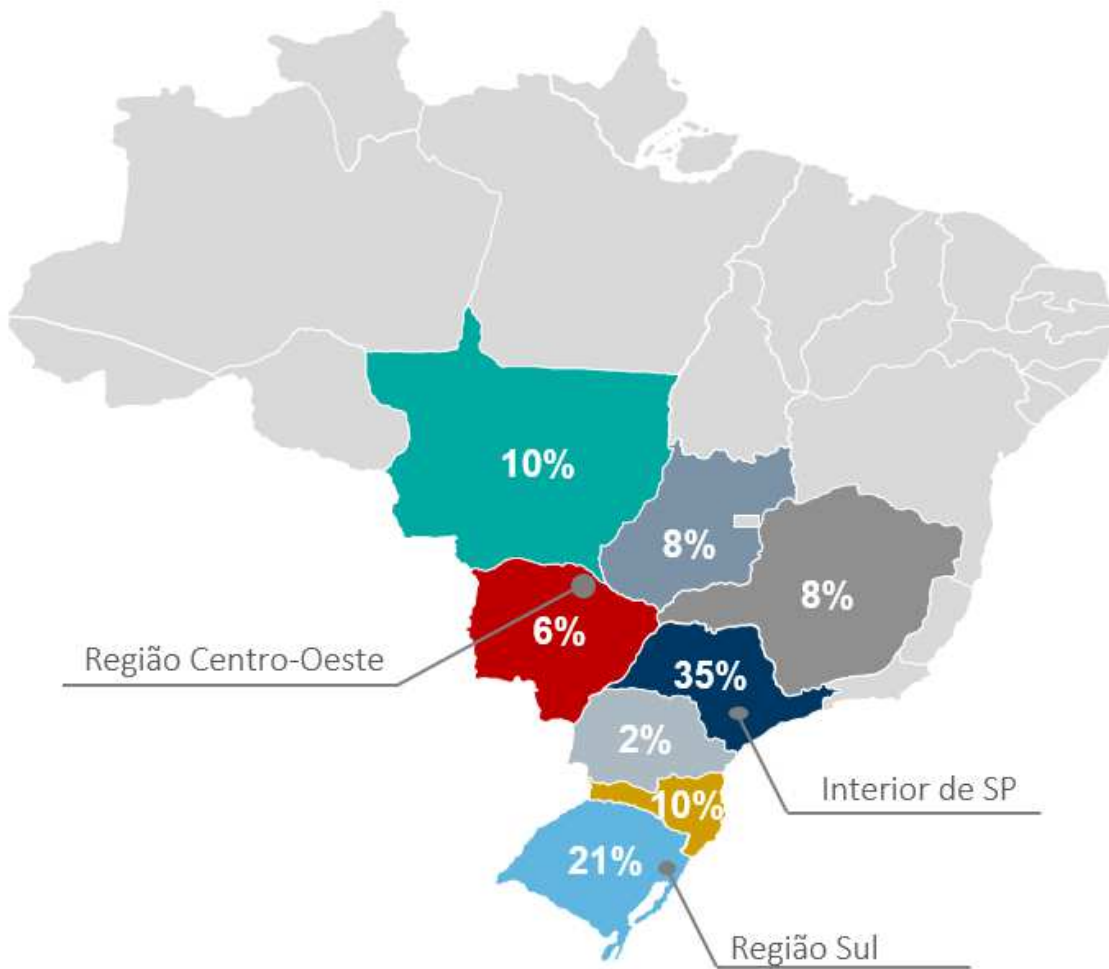 10%
8%
8%
6%
Região Centro-Oeste
35%
2%
Interior de SP
10%
21%
Região Sul